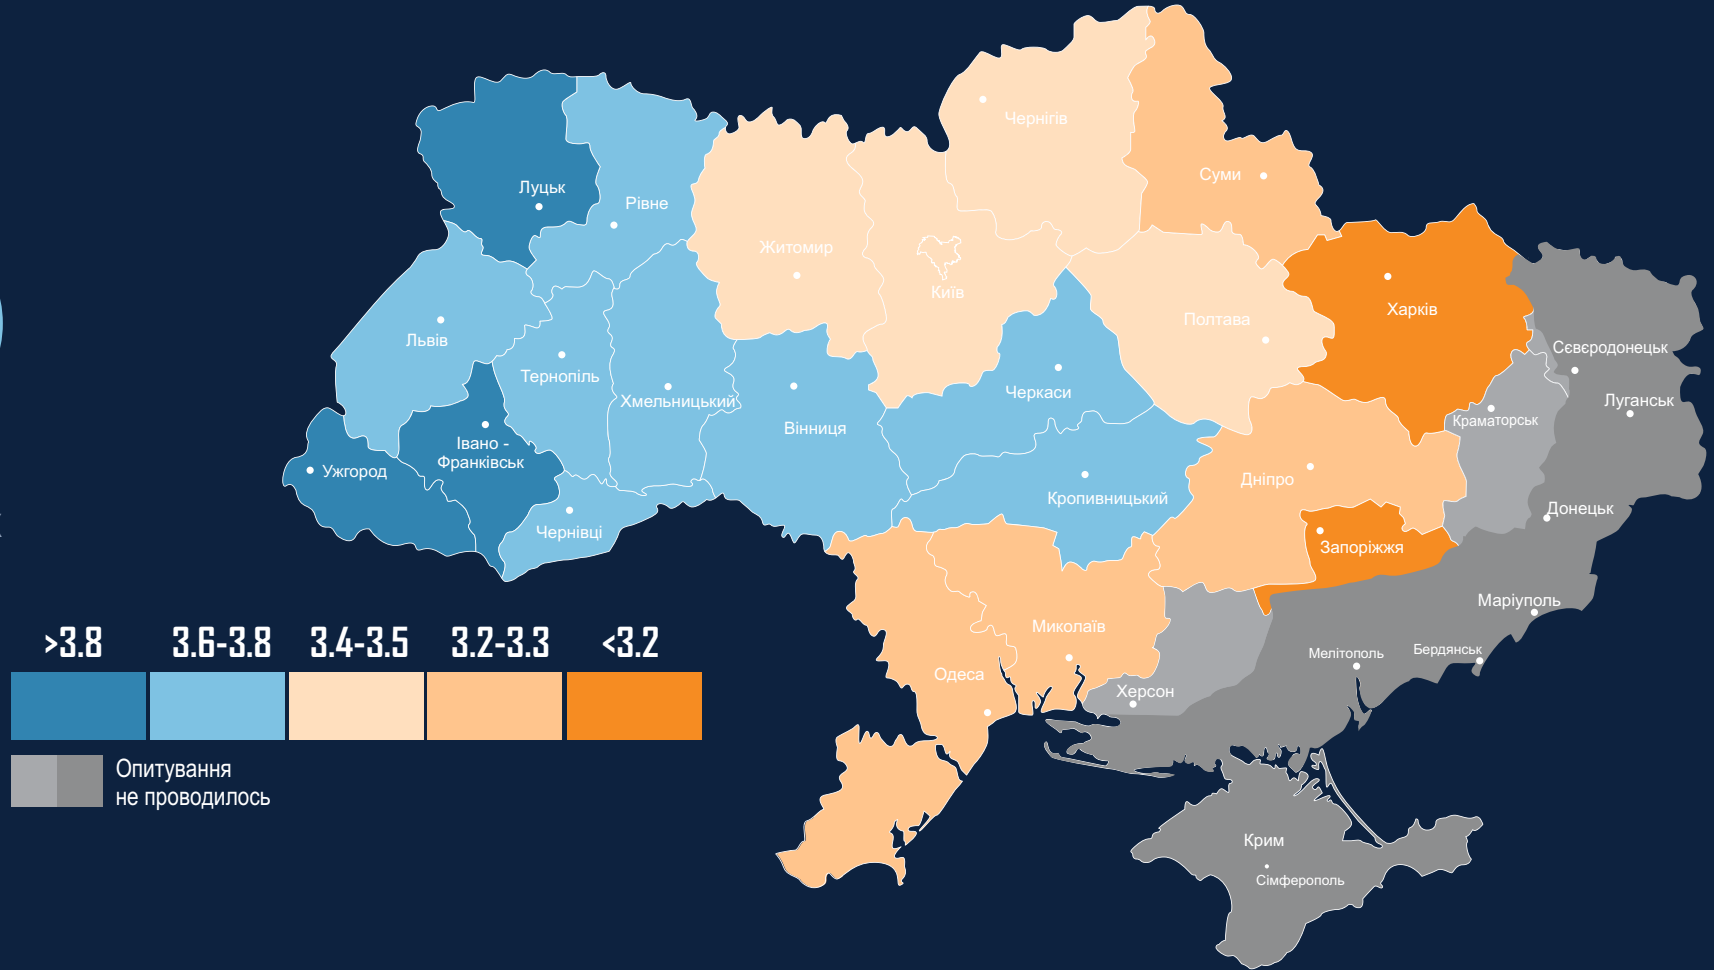 Чернігів
Суми
Луцьк
Рівне
Житомир
Київ
Харків
Полтава
Львів
Сєвєродонецьк
Тернопіль
Черкаси
Хмельницький
Луганськ
Краматорськ
Вінниця
Івано -
Франківськ
Ужгород
Дніпро
Кропивницький
Донецьк
Чернівці
Запоріжжя
Маріуполь
Миколаїв
Бердянськ
Мелітополь
Одеса
Херсон
>3.8 3.6-3.8 3.4-3.5 3.2-3.3 <3.2
Опитування
не проводилось
Крим
Сімферополь